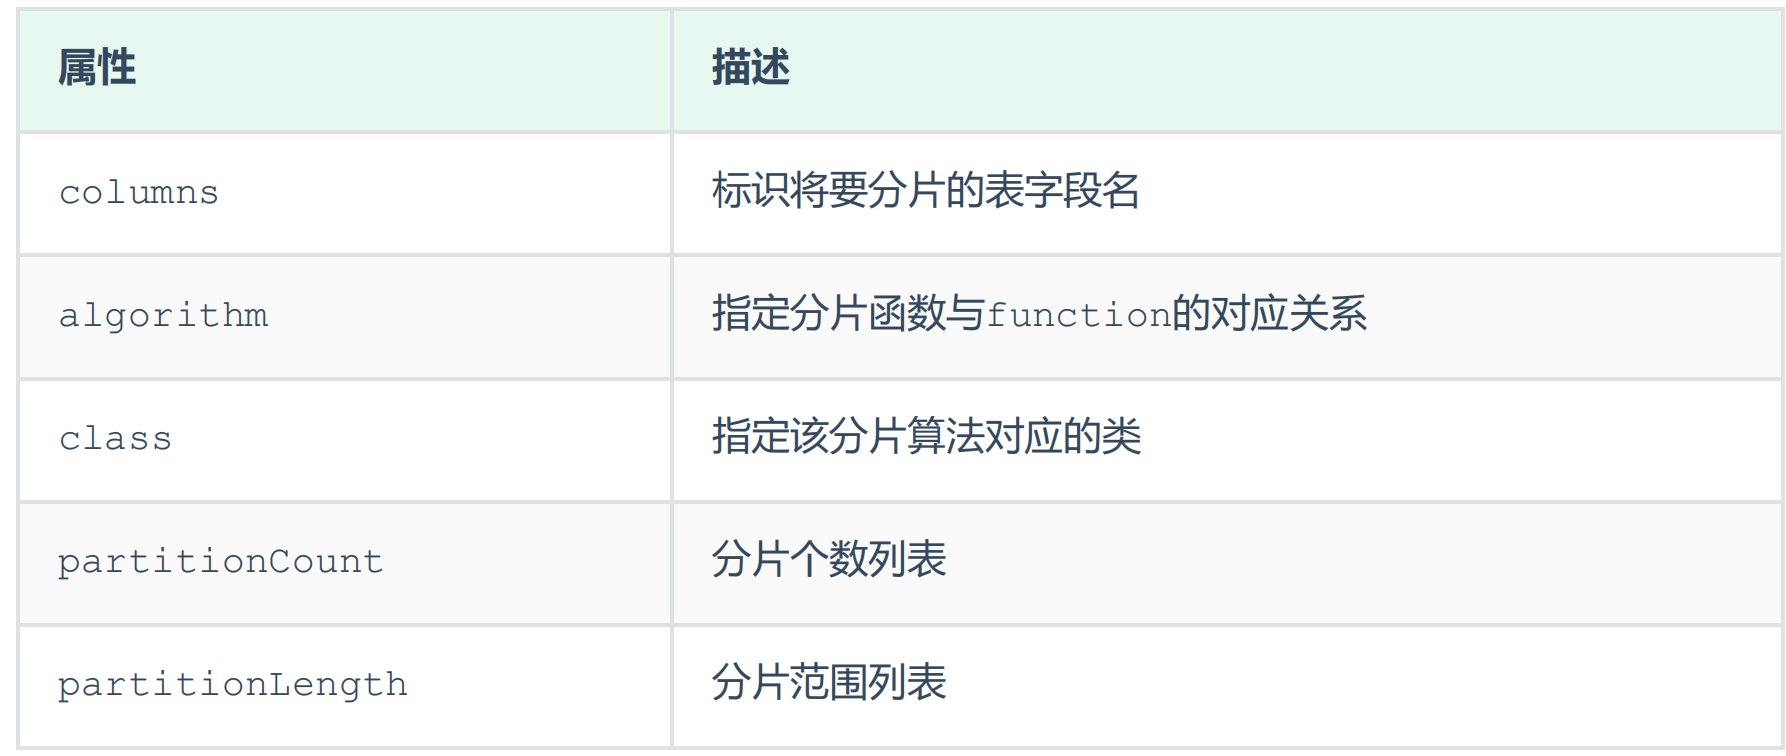 属性 描述
columns 标识将要分片的表字段名
algorithm 指定分片函数与function的对应关系
class 指定该分片算法对应的类
partitionCount 分片个数列表
partitionLength 分片范围列表